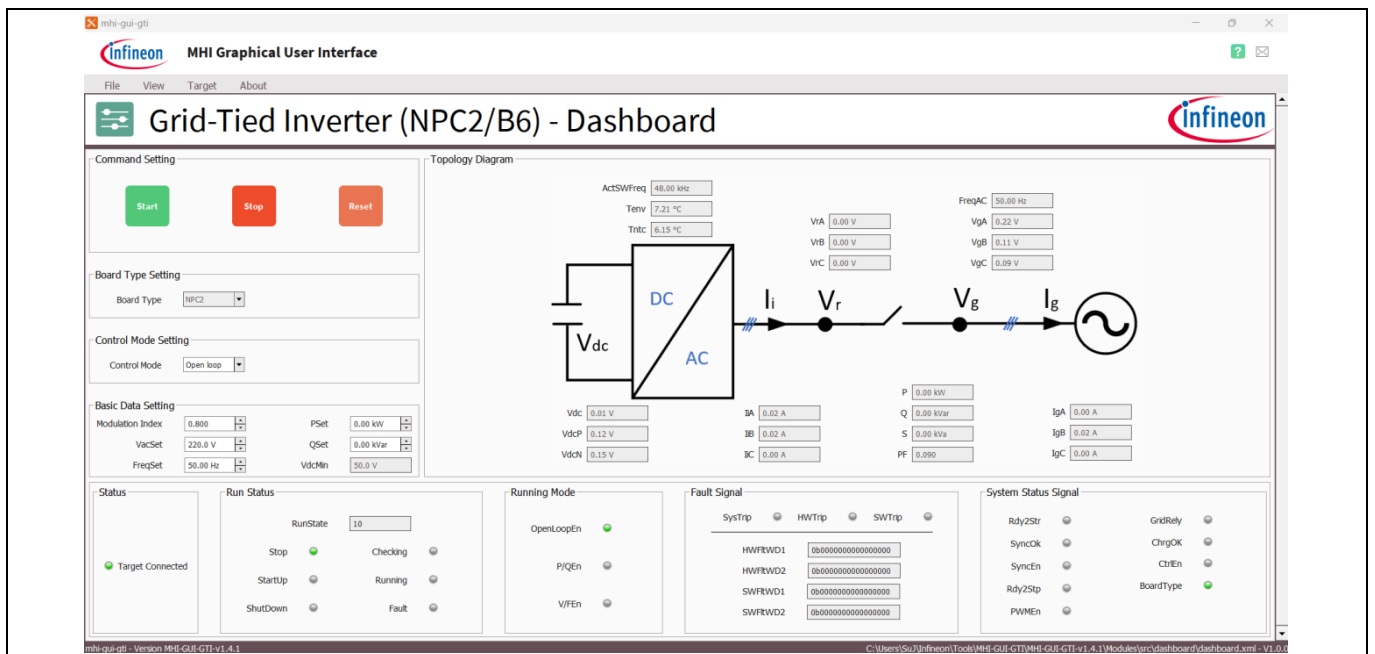 mhi-gui-gti
infineon
MHI Graphical User Interface
?
File View Target About
Grid-Tied Inverter (NPC2/B6) - Dashboard
infineon
Command Setting
Start Stop Reset
Board Type Setting
Board Type NPC2
Control Mode Setting
Control Mode Open loop
Basic Data Setting
Modulation Index 0.800 PSet 0.00 kW
VacSet 220.0 V QSet 0.00 kVar
FreqSet 50.00 Hz VdcMin 50.0 V
Topology Diagram
ActSWFreq 48.00 kHz
Tenv 7.21 °C
Tntc 6.15 °C
VrA 0.00 V
VrB 0.00 V
VrC 0.00 V
FreqAC 50.00 Hz
VgA 0.22 V
VgB 0.11 V
VgC 0.09 V
DC
AC
Vdc
Ii
Vr
Vg
Ig
Vdc 0.01 V
VdcP 0.12 V
VdcN 0.15 V
IiA 0.02 A
IiB 0.02 A
IiC 0.00 A
P 0.00 kW
Q 0.00 kVar
S 0.00 kVa
PF 0.090
IgA 0.00 A
IgB 0.02 A
IgC 0.00 A
Status
Target Connected
Run Status
RunState 10
Stop Checking
StartUp Running
ShutDown Fault
Running Mode
OpenLoopEn
P/QEn
V/FEn
Fault Signal
SysTrip HWTrip SWTrip
HWFltWD1 0b0000000000000000
HWFltWD2 0b0000000000000000
SWFltWD1 0b0000000000000000
SWFltWD2 0b0000000000000000
System Status Signal
Rdy2Str GridRely
SyncOk ChrgOK
SyncEn CtrlEn
Rdy2Stp BoardType
PWMEn
mhi-gui-gti - Version MHI-GUI-GTI-v1.4.1
C:\Users\SuJ\Infineon\Tools\MHI-GUI-GTI\MHI-GUI-GTI-v1.4.1\Modules\src\dashboard\dashboard.xml - V1.0.0